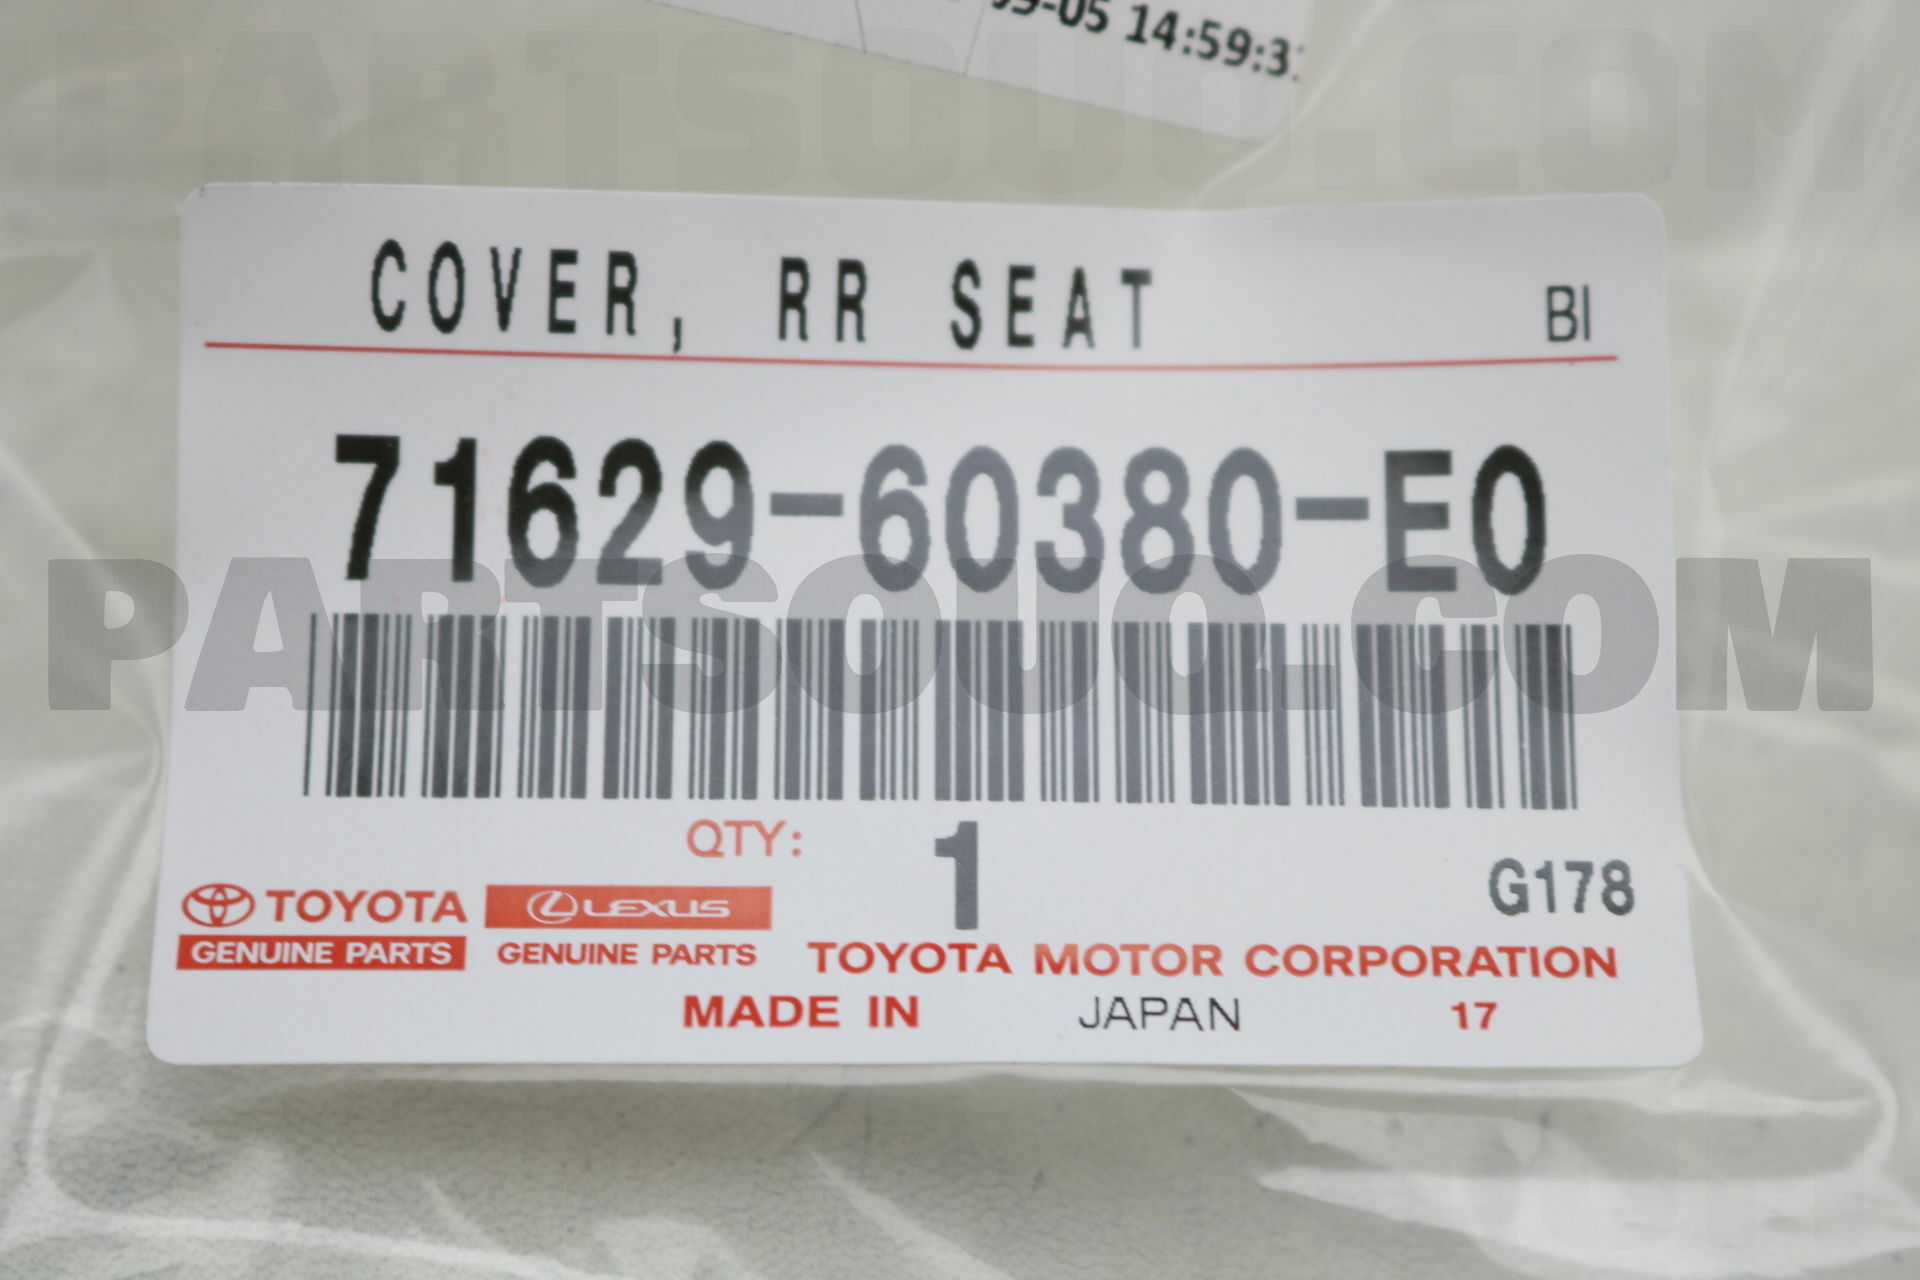 -05 14:59:3
PARTSOUQ.COM
COVER, RR SEAT BI
71629-60380-E0
PARTSOUQ.COM
QTY: 1
G178
TOYOTA LEXUS
GENUINE PARTS GENUINE PARTS TOYOTA MOTOR CORPORATION
MADE IN JAPAN 17